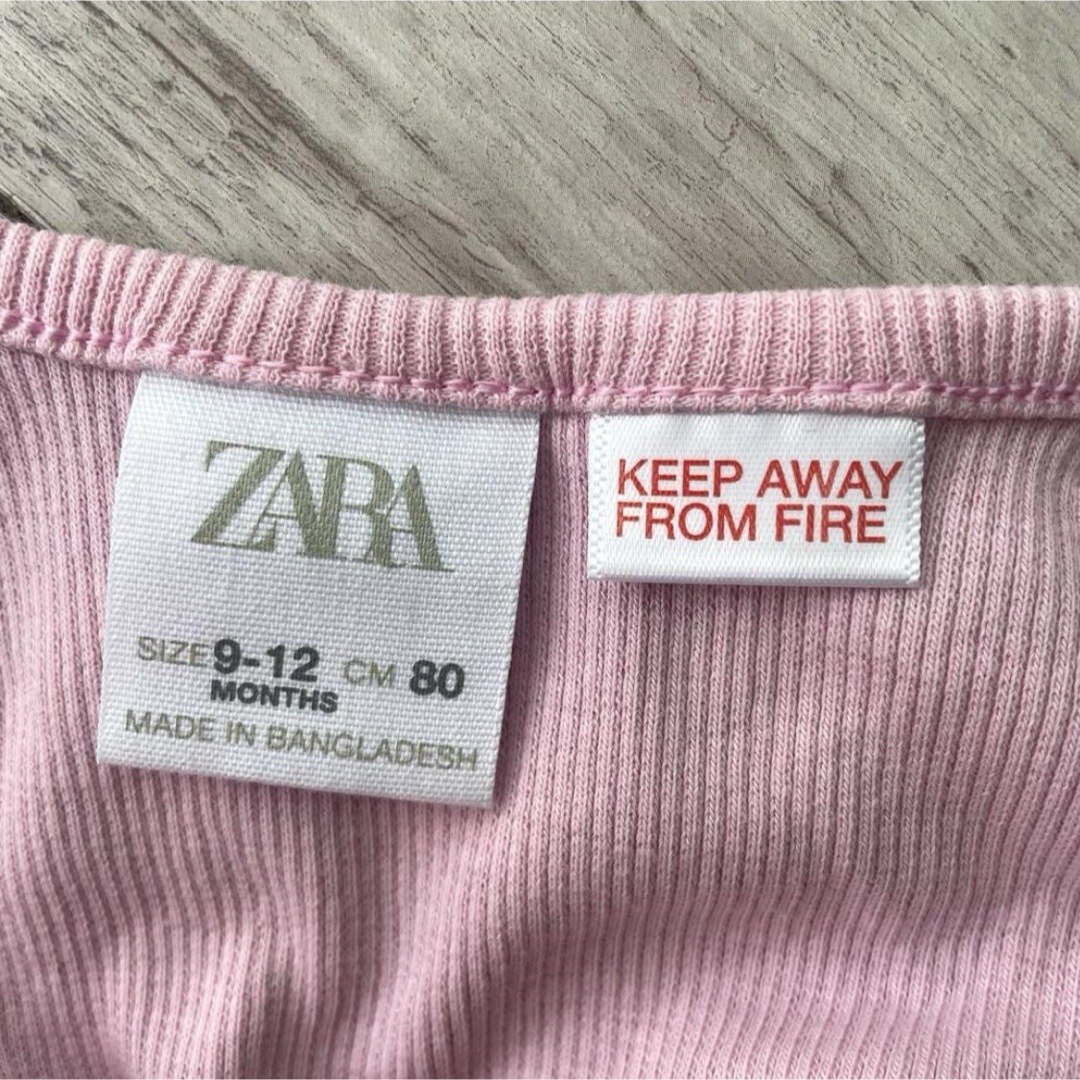 ZARA
SIZE 9-12 CM 80
MONTHS
MADE IN BANGLADESH
KEEP AWAY
FROM FIRE